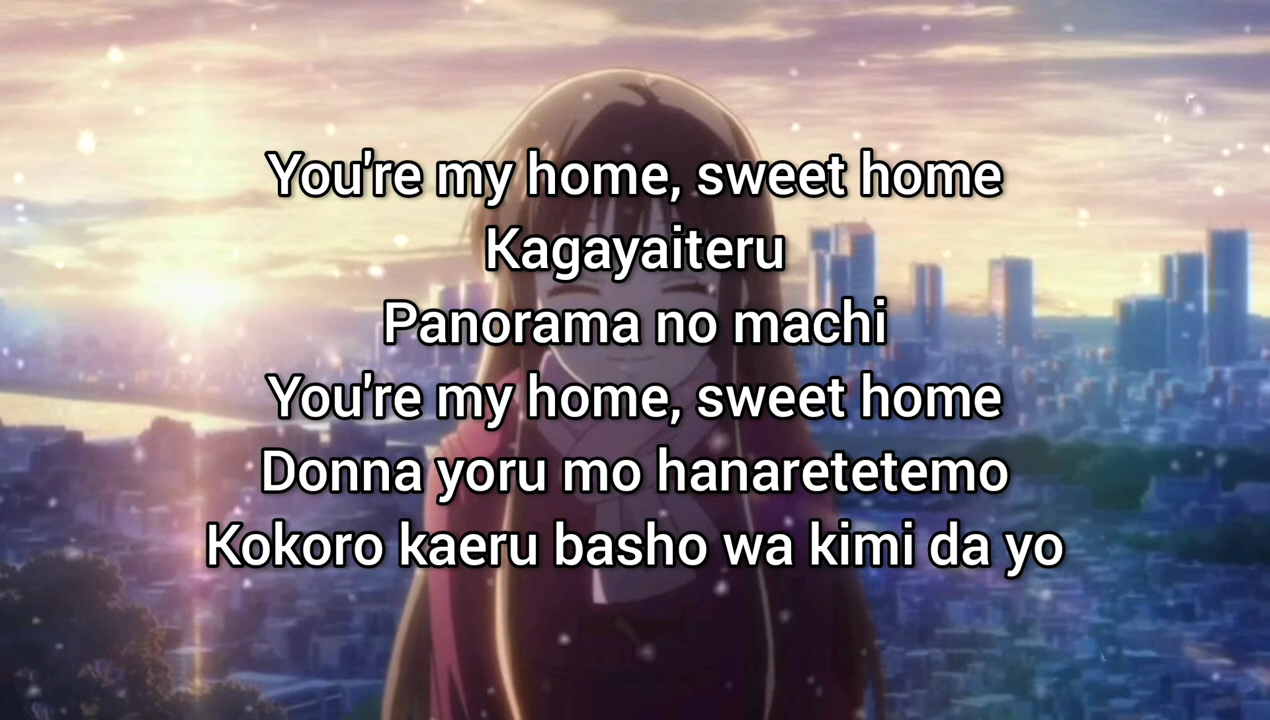 You're my home, sweet home
Kagayaiteru
Panorama no machi
You're my home, sweet home
Donna yoru mo hanaretetemo
Kokoro kaeru basho wa kimi da yo